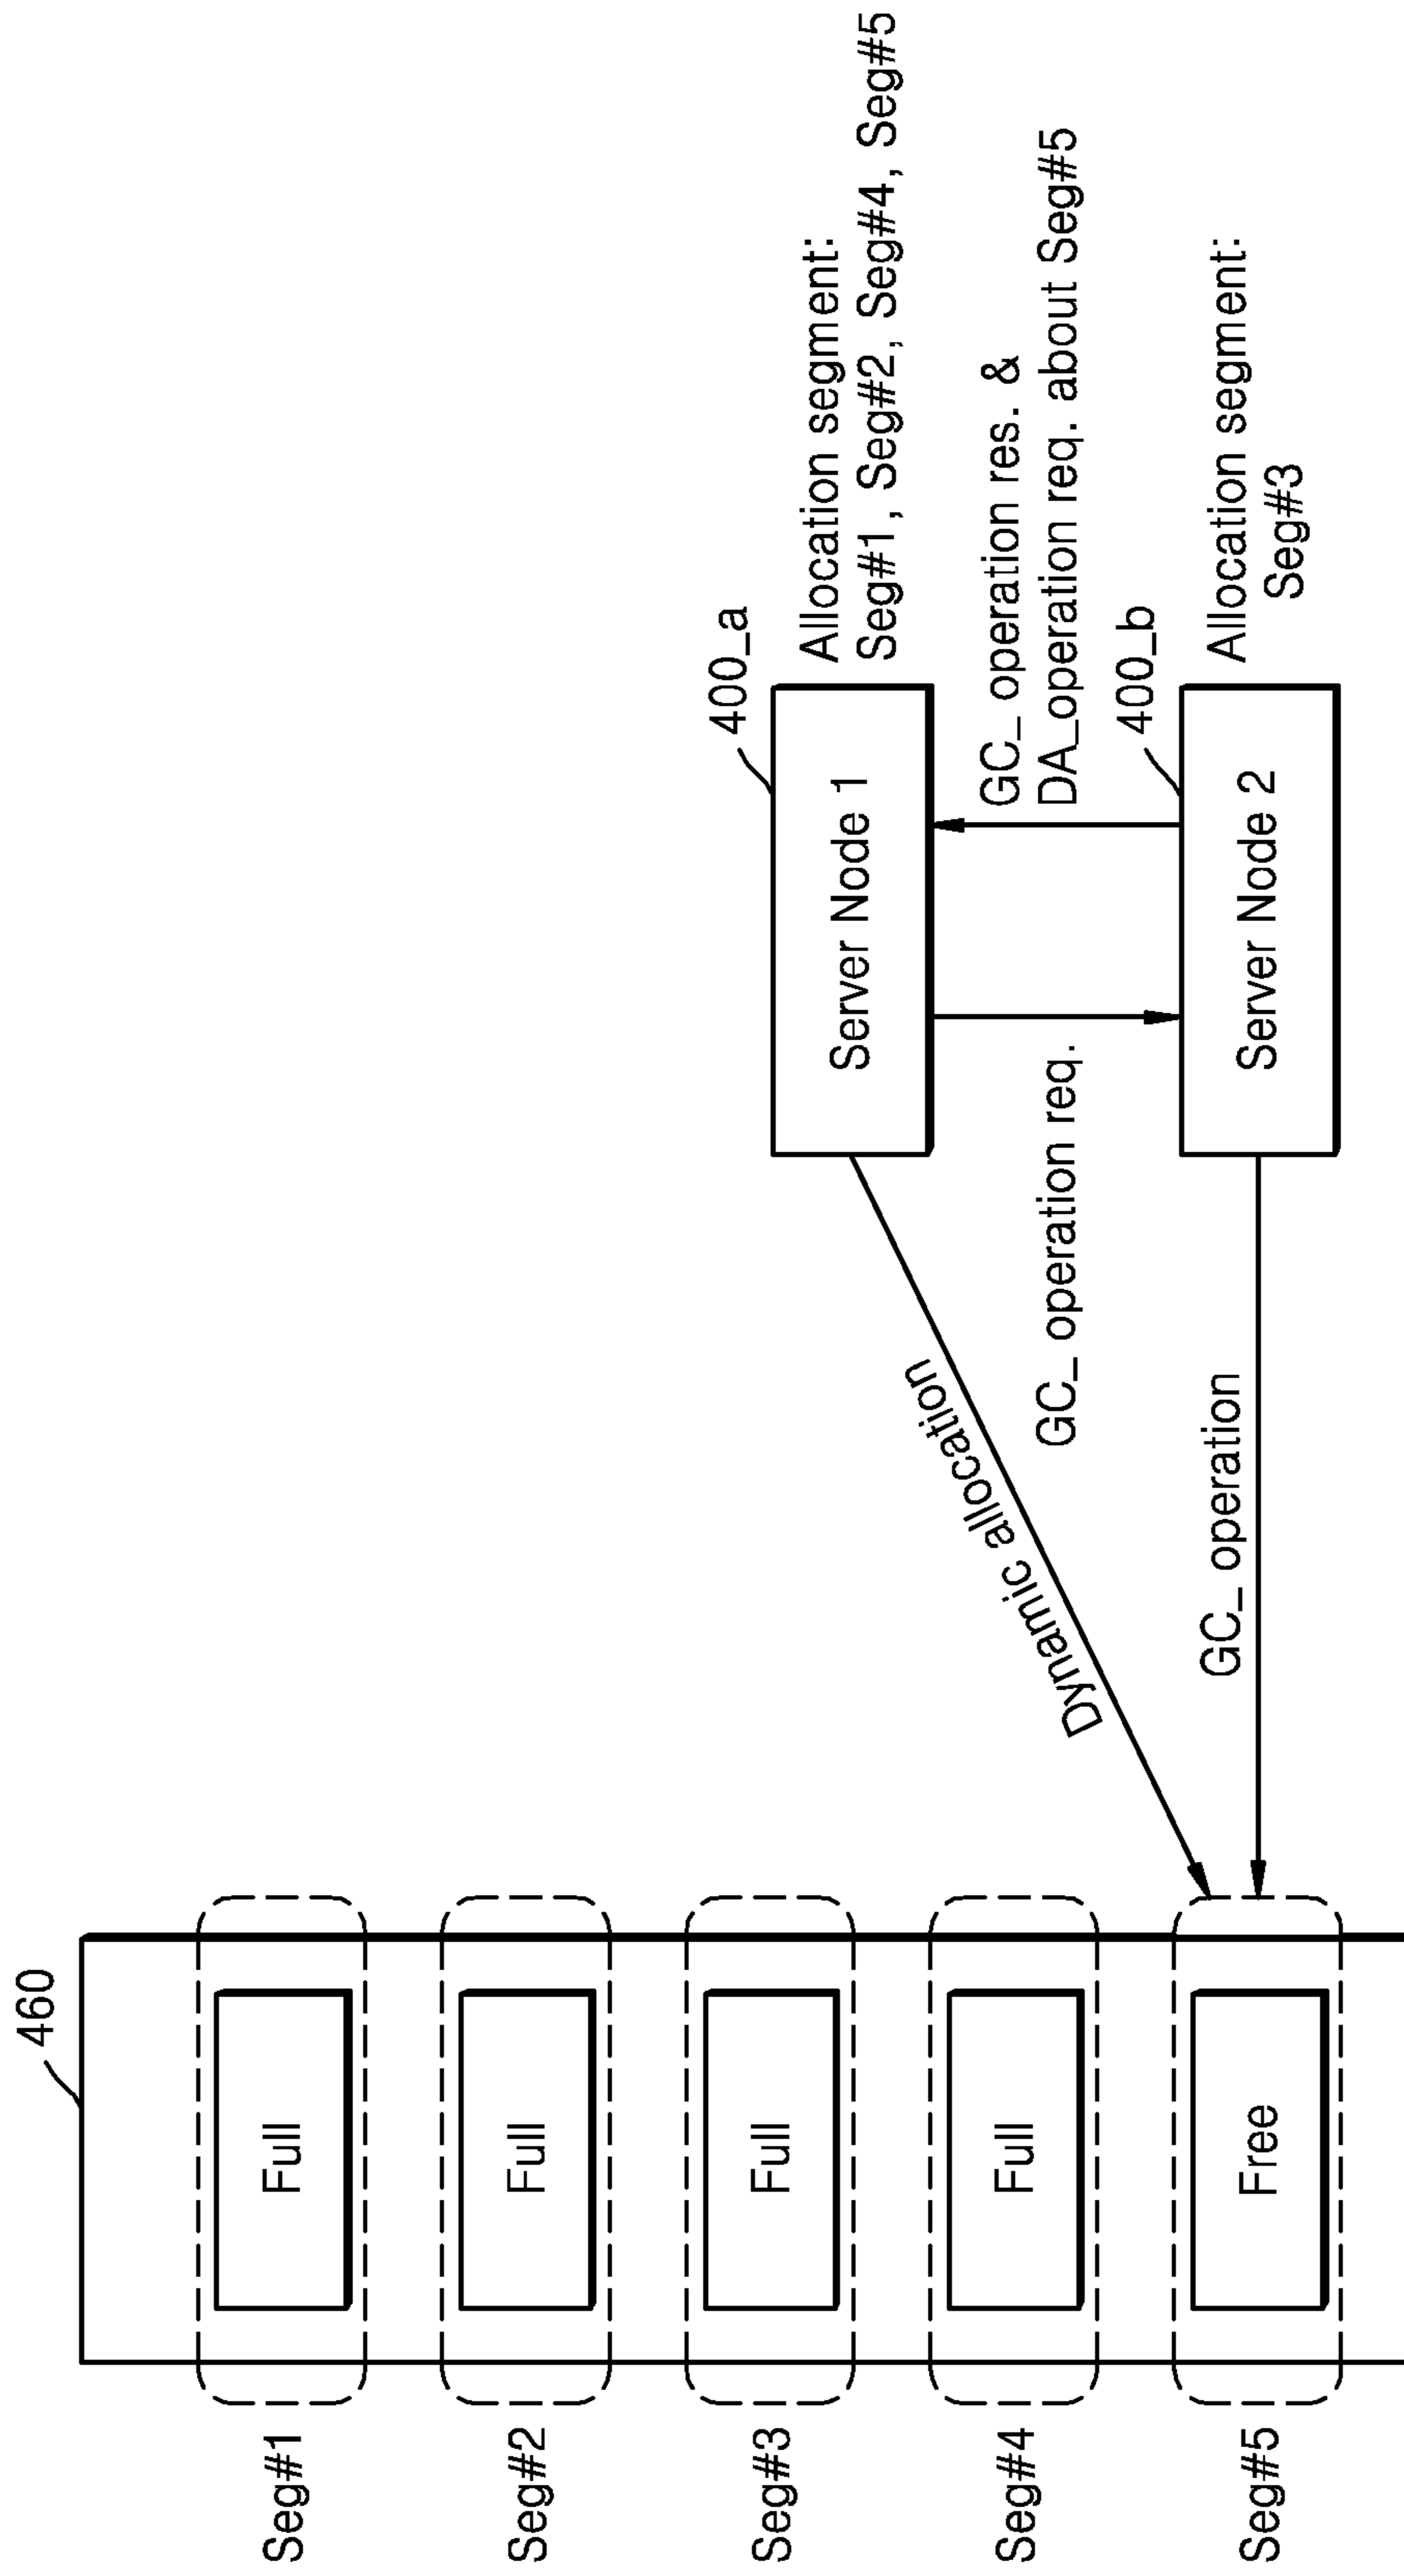 460
Seg#1
Full
Seg#2
Full
Seg#3
Full
Seg#4
Full
Seg#5
Free
Dynamic allocation
GC_ operation
400_a
Server Node 1
Allocation segment:
Seg#1, Seg#2, Seg#4, Seg#5
GC_ operation req.
GC_ operation res. &
DA_operation req. about Seg#5
400_b
Server Node 2
Allocation segment:
Seg#3